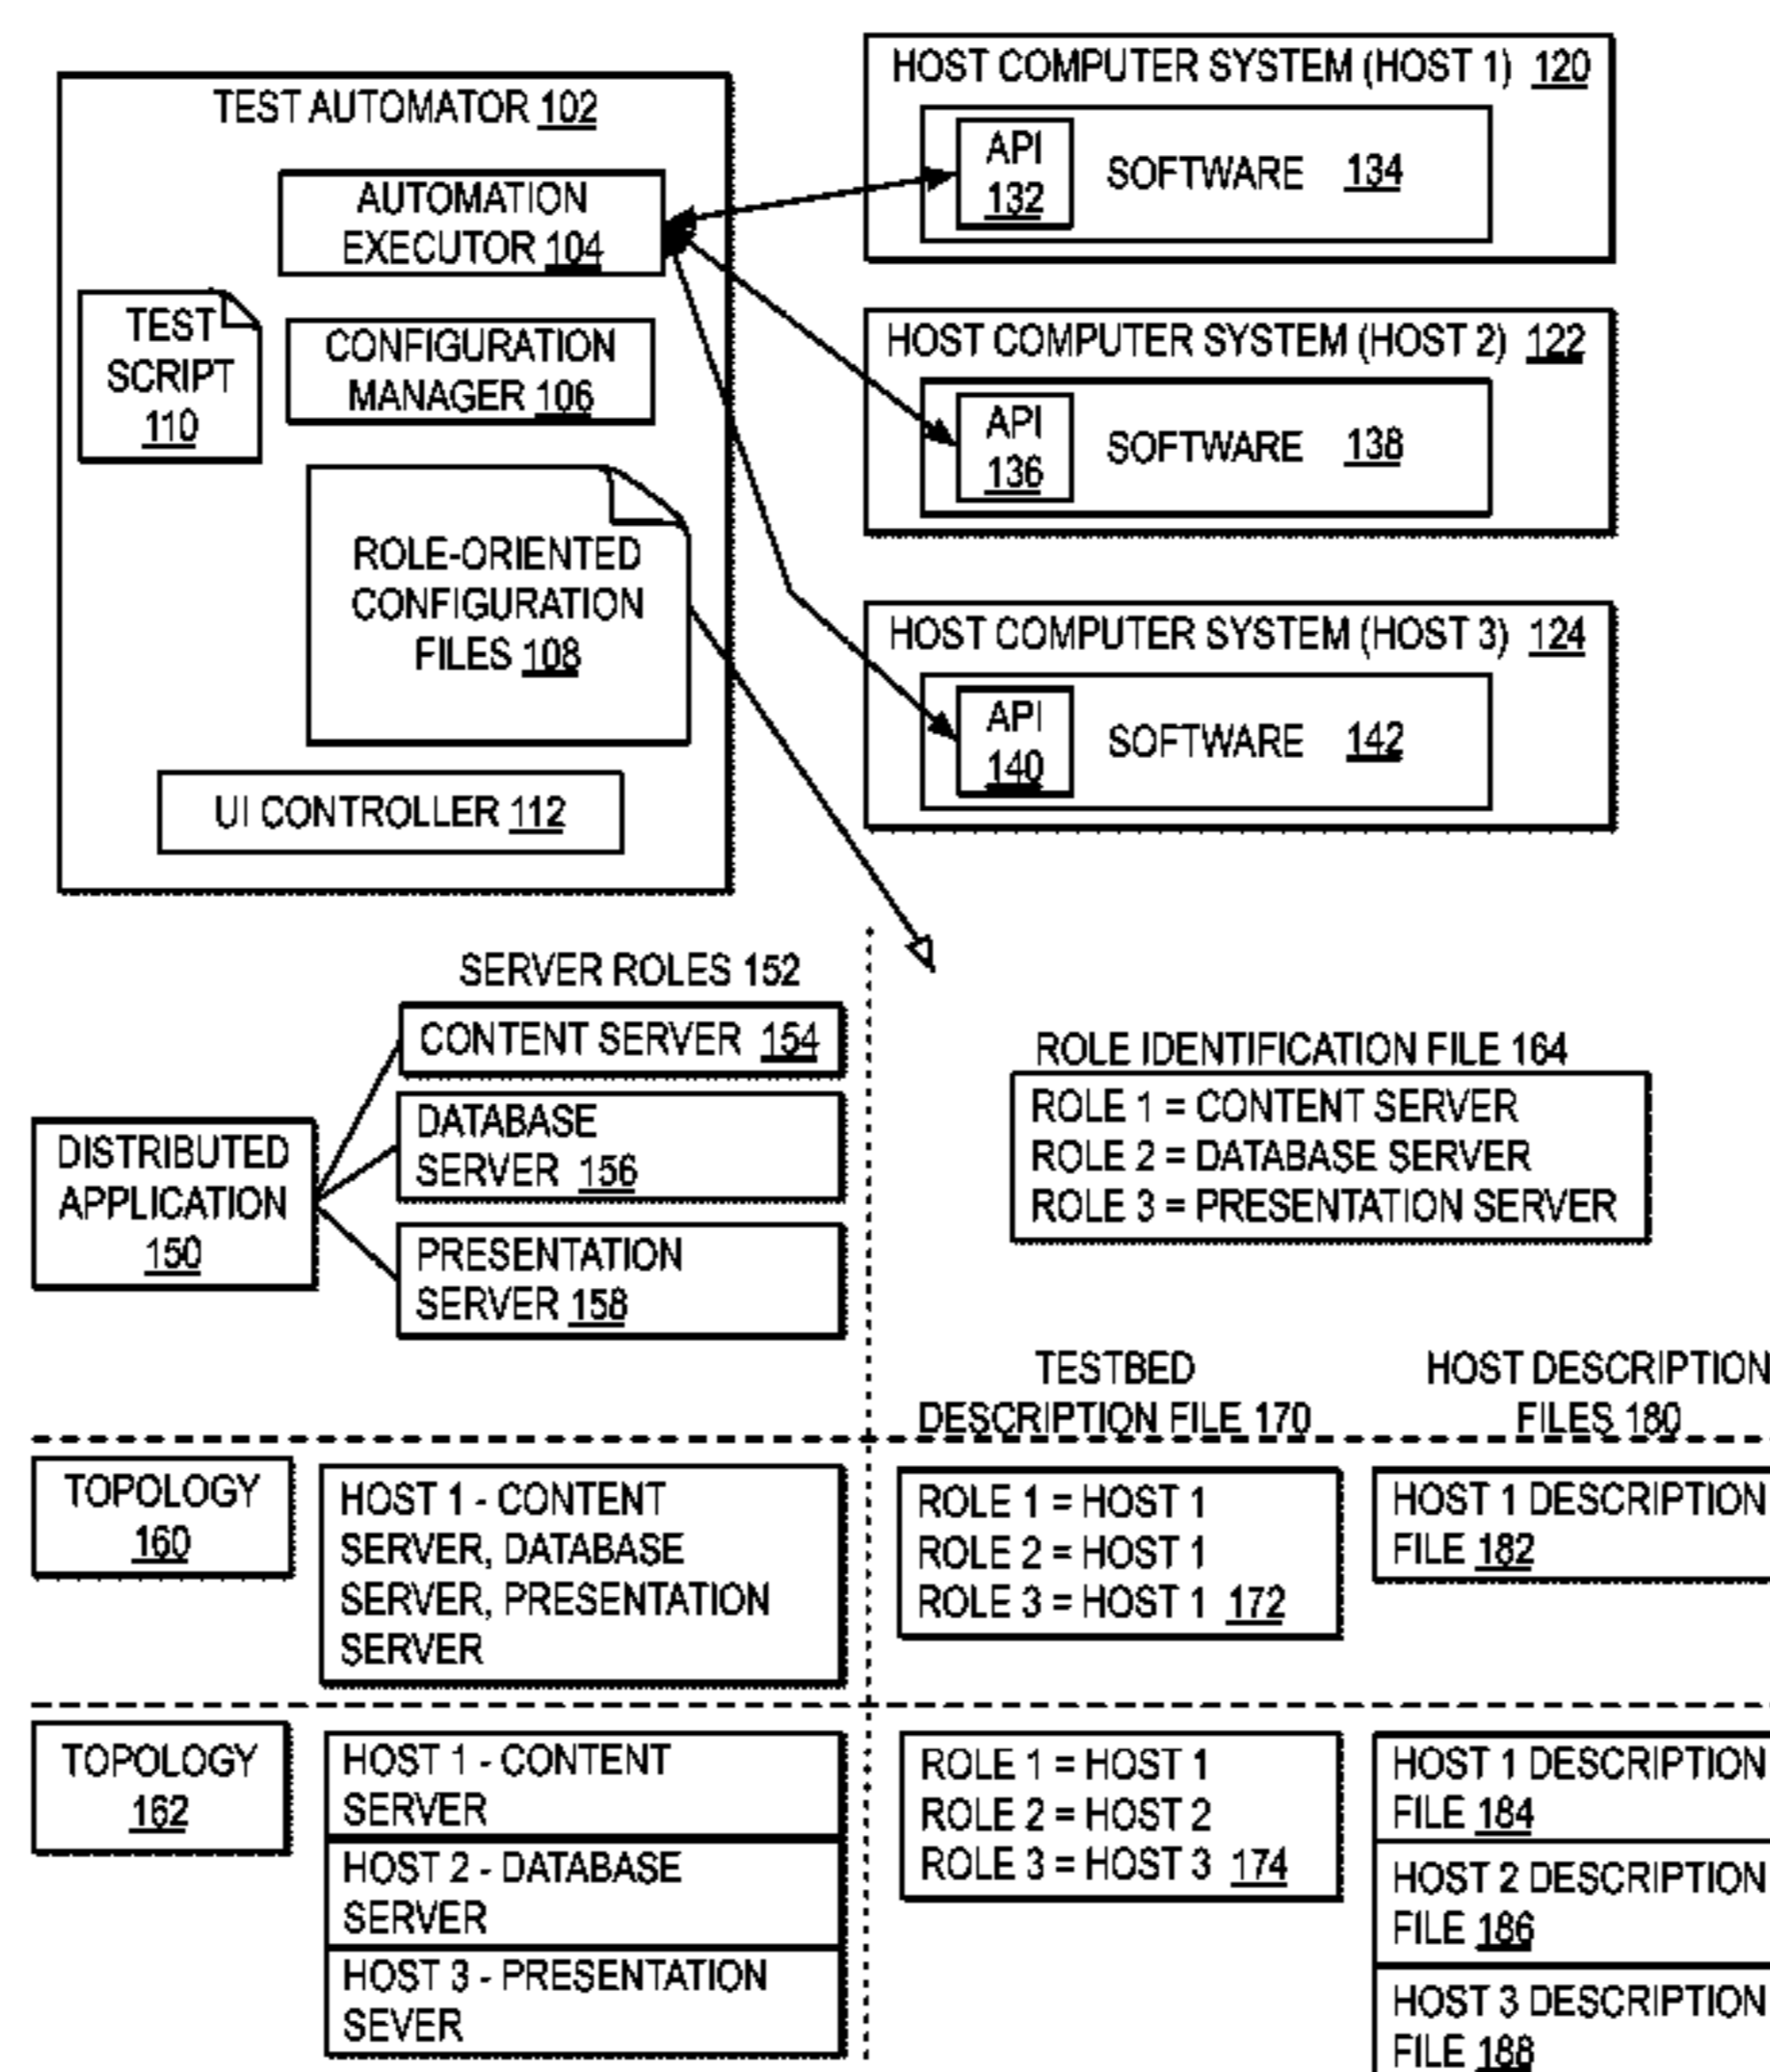 TEST AUTOMATOR 102
AUTOMATION
EXECUTOR 104
TEST
SCRIPT
110
CONFIGURATION
MANAGER 106
ROLE-ORIENTED
CONFIGURATION
FILES 108
UI CONTROLLER 112
HOST COMPUTER SYSTEM (HOST 1) 120
API
132
SOFTWARE 134
HOST COMPUTER SYSTEM (HOST 2) 122
API
136
SOFTWARE 138
HOST COMPUTER SYSTEM (HOST 3) 124
API
140
SOFTWARE 142
SERVER ROLES 152
CONTENT SERVER 154
DATABASE
SERVER 156
PRESENTATION
SERVER 158
DISTRIBUTED
APPLICATION
150
ROLE IDENTIFICATION FILE 164
ROLE 1 = CONTENT SERVER
ROLE 2 = DATABASE SERVER
ROLE 3 = PRESENTATION SERVER
TESTBED
DESCRIPTION FILE 170
HOST DESCRIPTION
FILES 180
TOPOLOGY
160
HOST 1 - CONTENT
SERVER, DATABASE
SERVER, PRESENTATION
SERVER
ROLE 1 = HOST 1
ROLE 2 = HOST 1
ROLE 3 = HOST 1 172
HOST 1 DESCRIPTION
FILE 182
TOPOLOGY
162
HOST 1 - CONTENT
SERVER
HOST 2 - DATABASE
SERVER
HOST 3 - PRESENTATION
SEVER
ROLE 1 = HOST 1
ROLE 2 = HOST 2
ROLE 3 = HOST 3 174
HOST 1 DESCRIPTION
FILE 184
HOST 2 DESCRIPTION
FILE 186
HOST 3 DESCRIPTION
FILE 188